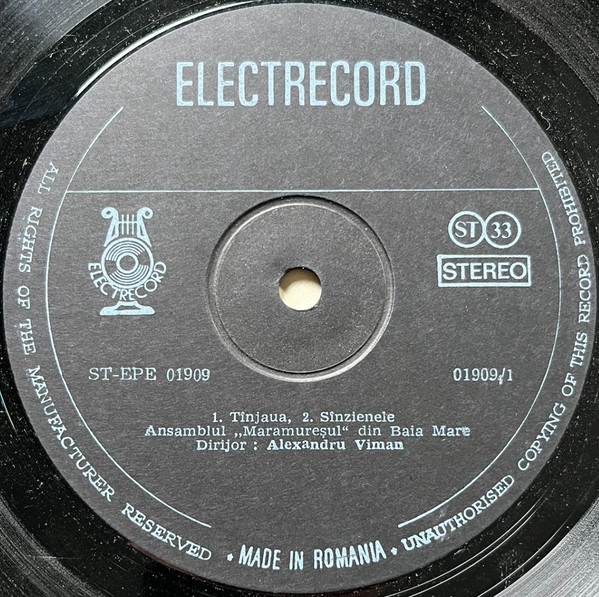 ELECTRECORD
ELECTRECORD
ST 33
STEREO
ST-EPE 01909
01909/1
1. Tînjaua, 2. Sînzienele
Ansamblul „Maramureşul“ din Baia Mare
Dirijor : Alexandru Viman
ALL RIGHTS OF THE MANUFACTURER RESERVED • MADE IN ROMANIA • UNAUTHORISED COPYING OF THIS RECORD PROHIBITED